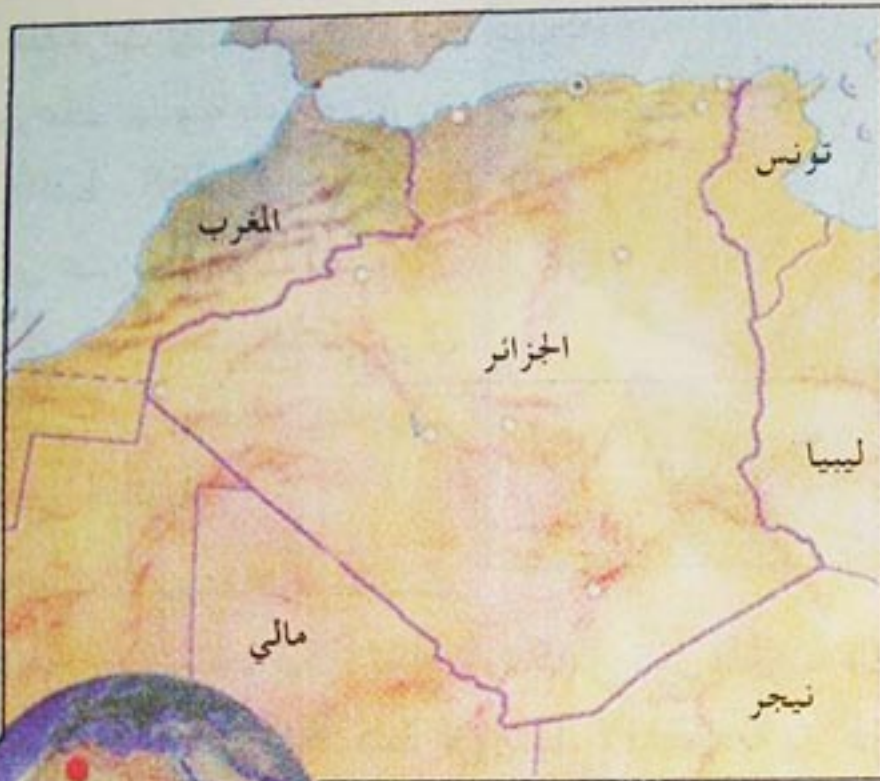 تونس
المغرب
الجزائر
ليبيا
مالي
نيجر